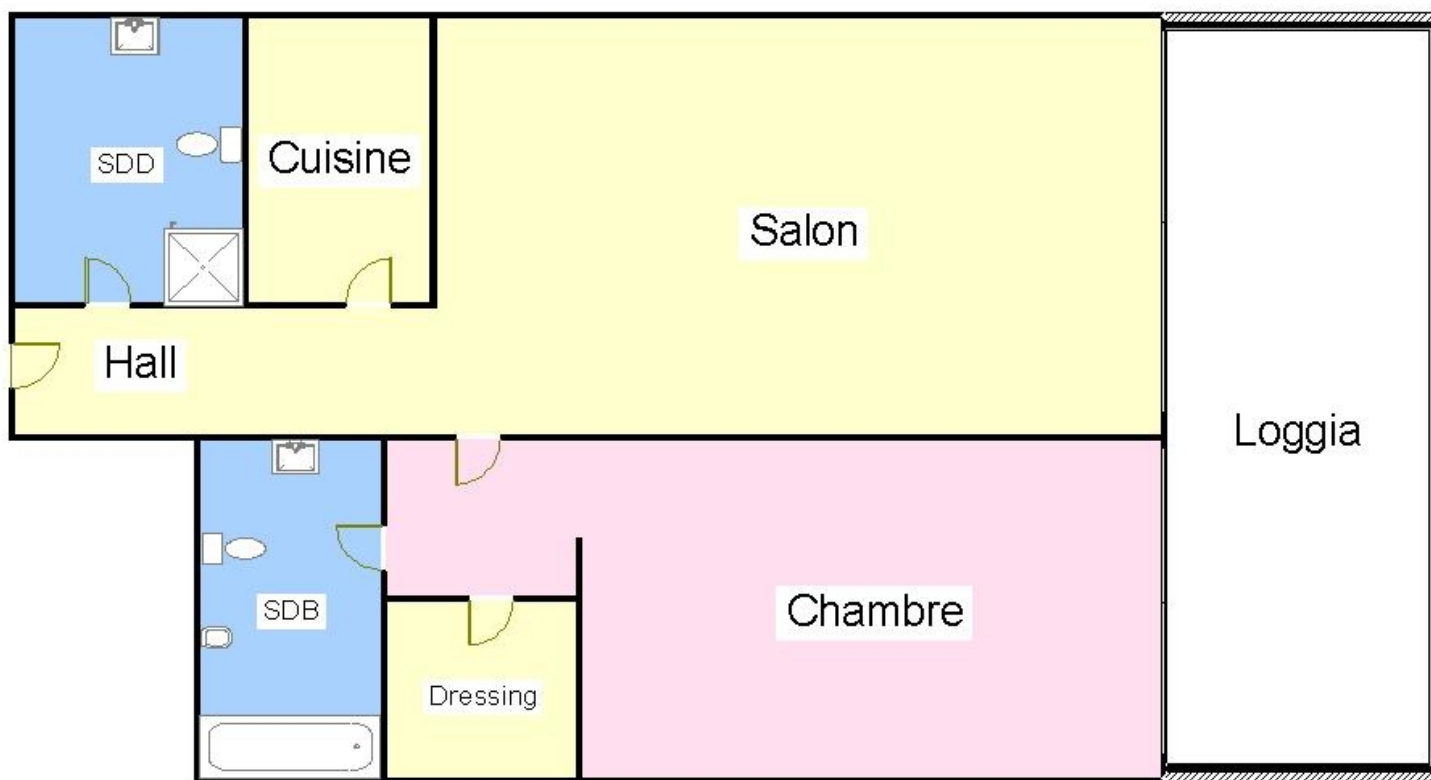 SDD
Cuisine
Salon
Hall
Loggia
SDB
Chambre
Dressing